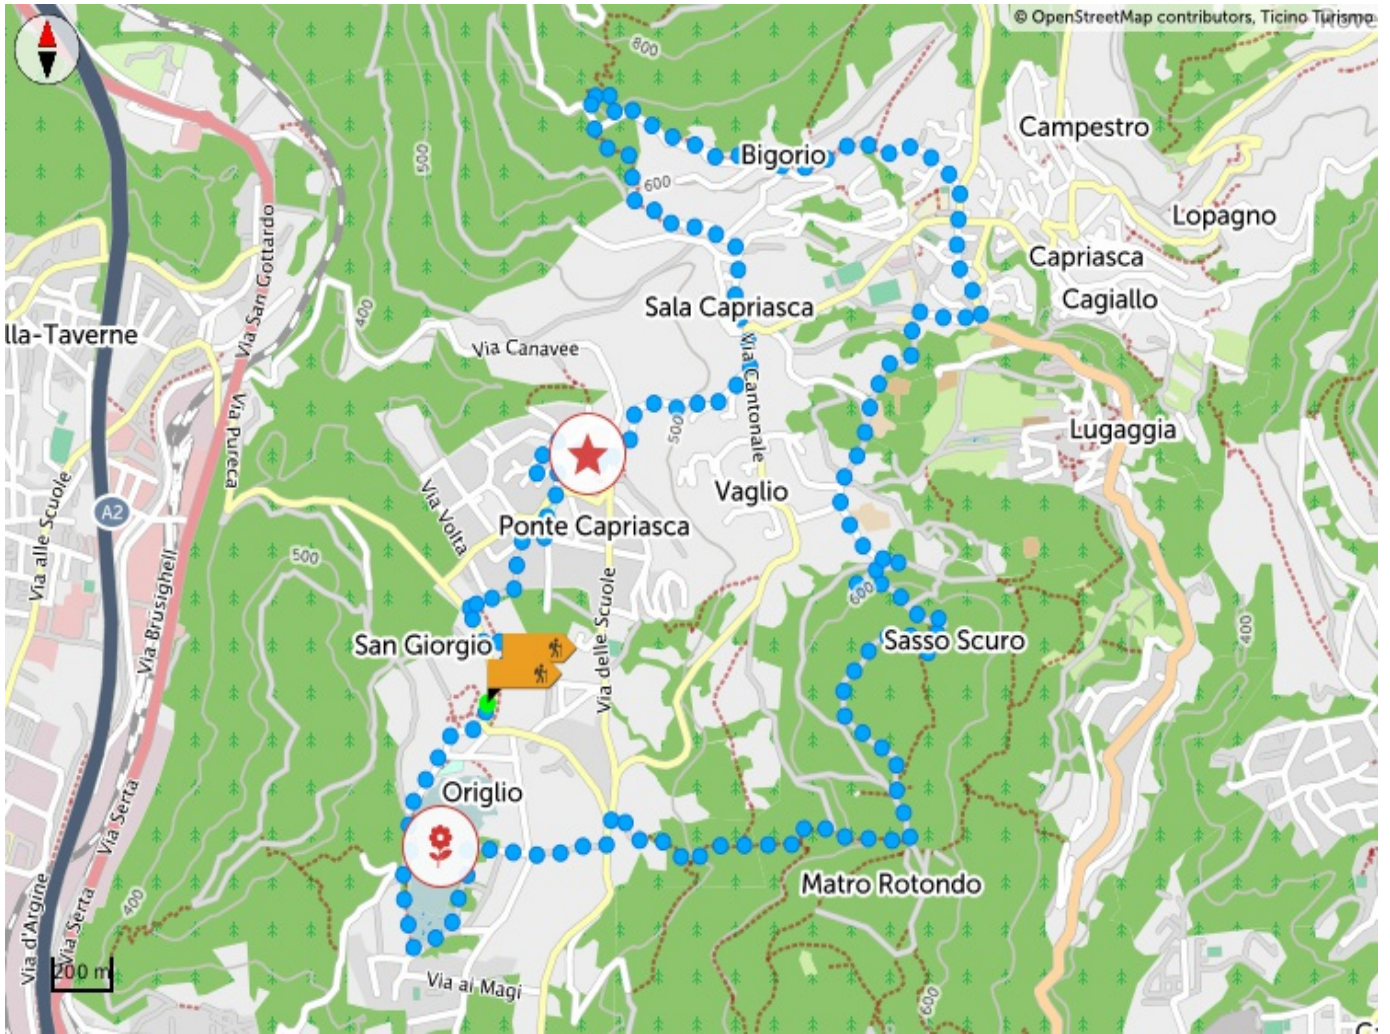 © OpenStreetMap contributors, Ticino Turismo
800
Campestro
Bigorio
600
600
Lopagno
Via San Gottardo
Capriasca
Cagiallo
400
Sala Capriasca
lla-Taverne
Via Canavee
Via Cantonale
Via Pureca
500
Lugaggia
Via alle Scuole
Via Volta
Vaglio
A2
Ponte Capriasca
500
Via Brusighell
Via delle Scuole
600
San Giorgio
Sasso Scuro
400
Origlio
Via Serta
Matro Rotondo
400
Via Serta
Via d'Argine
200 m
Via ai Magi
600